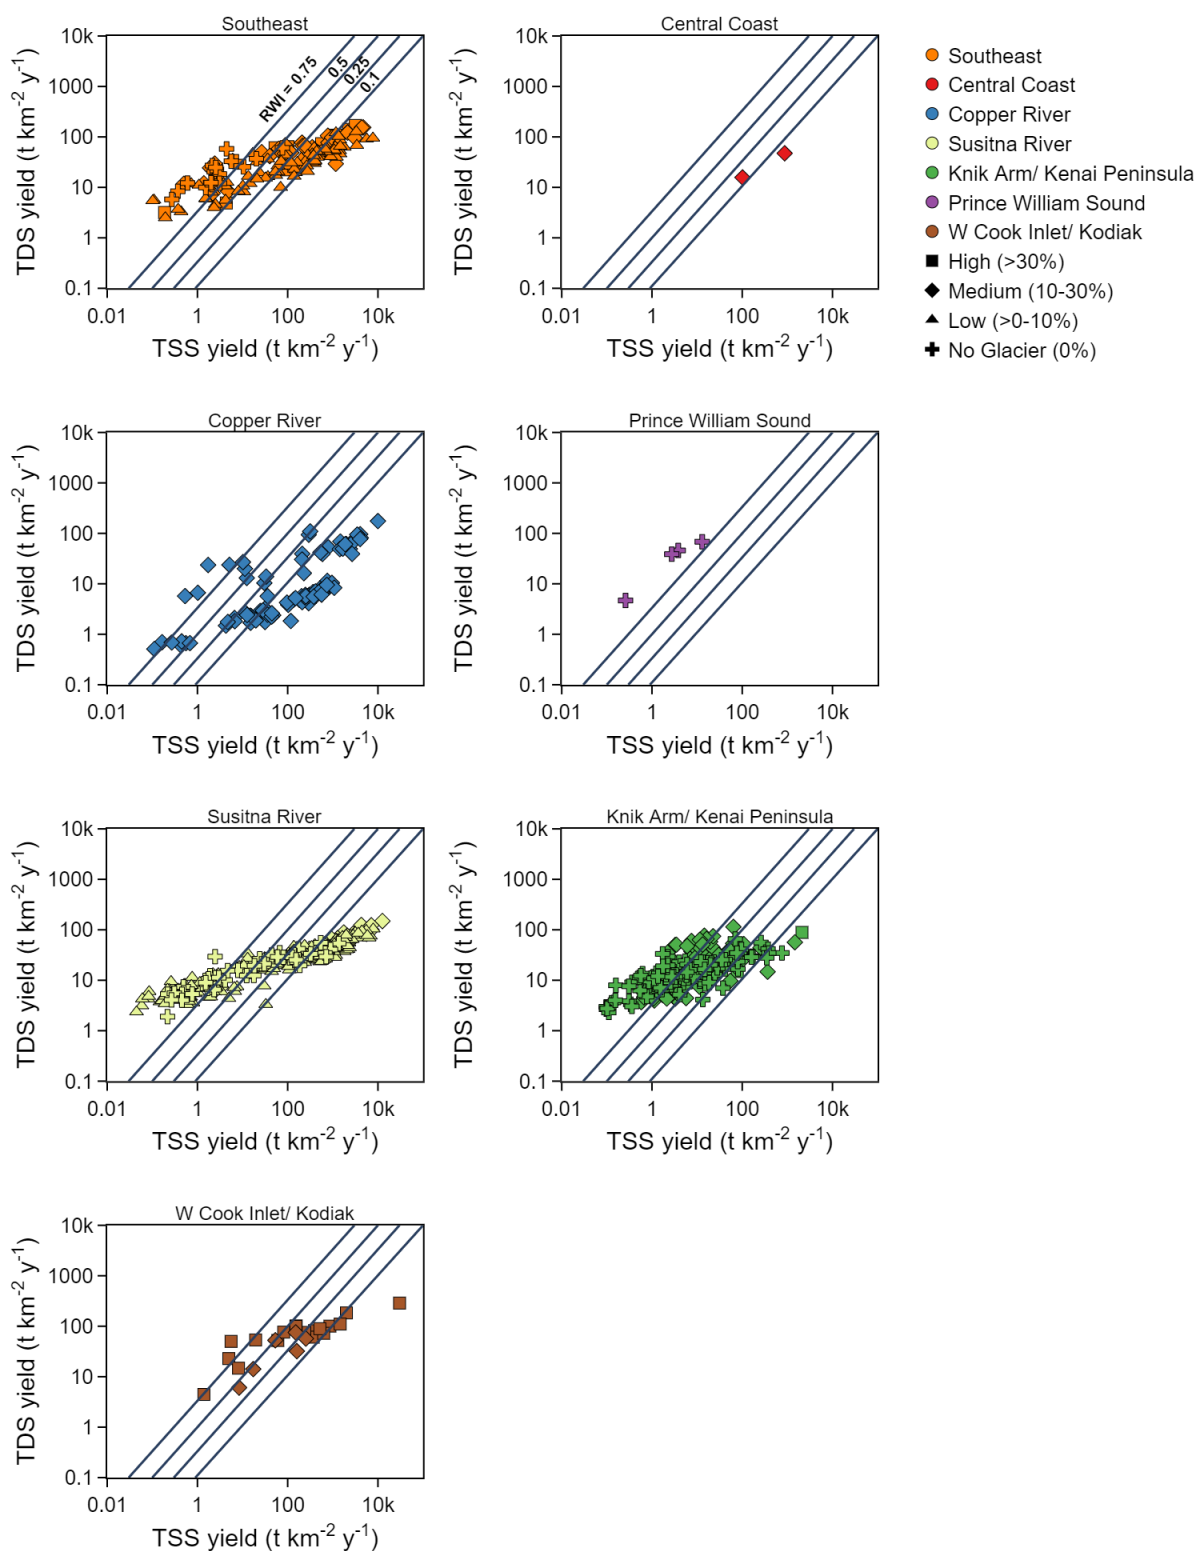 Southeast
10k
1000
100
10
1
0.1
TDS yield (t km-2 y-1)
RWI = 0.75
0.5
0.25
0.1
0.01
1
100
10k
TSS yield (t km-2 y-1)
Central Coast
10k
1000
100
10
1
0.1
TDS yield (t km-2 y-1)
0.01
1
100
10k
TSS yield (t km-2 y-1)
Southeast
Central Coast
Copper River
Susitna River
Knik Arm/ Kenai Peninsula
Prince William Sound
W Cook Inlet/ Kodiak
High (>30%)
Medium (10-30%)
Low (>0-10%)
No Glacier (0%)
Copper River
10k
1000
100
10
1
0.1
TDS yield (t km-2 y-1)
0.01
1
100
10k
TSS yield (t km-2 y-1)
Prince William Sound
10k
1000
100
10
1
0.1
TDS yield (t km-2 y-1)
0.01
1
100
10k
TSS yield (t km-2 y-1)
Susitna River
10k
1000
100
10
1
0.1
TDS yield (t km-2 y-1)
0.01
1
100
10k
TSS yield (t km-2 y-1)
Knik Arm/ Kenai Peninsula
10k
1000
100
10
1
0.1
TDS yield (t km-2 y-1)
0.01
1
100
10k
TSS yield (t km-2 y-1)
W Cook Inlet/ Kodiak
10k
1000
100
10
1
0.1
TDS yield (t km-2 y-1)
0.01
1
100
10k
TSS yield (t km-2 y-1)